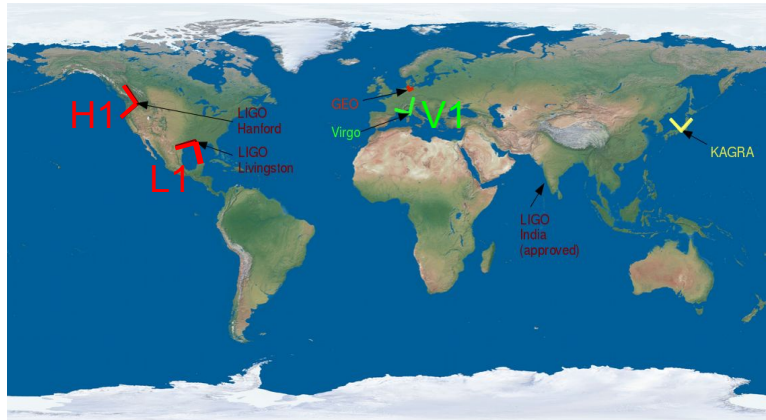 H1
LIGO
Hanford
LIGO
Livingston
L1
GEO
Virgo
V1
KAGRA
LIGO
India
(approved)